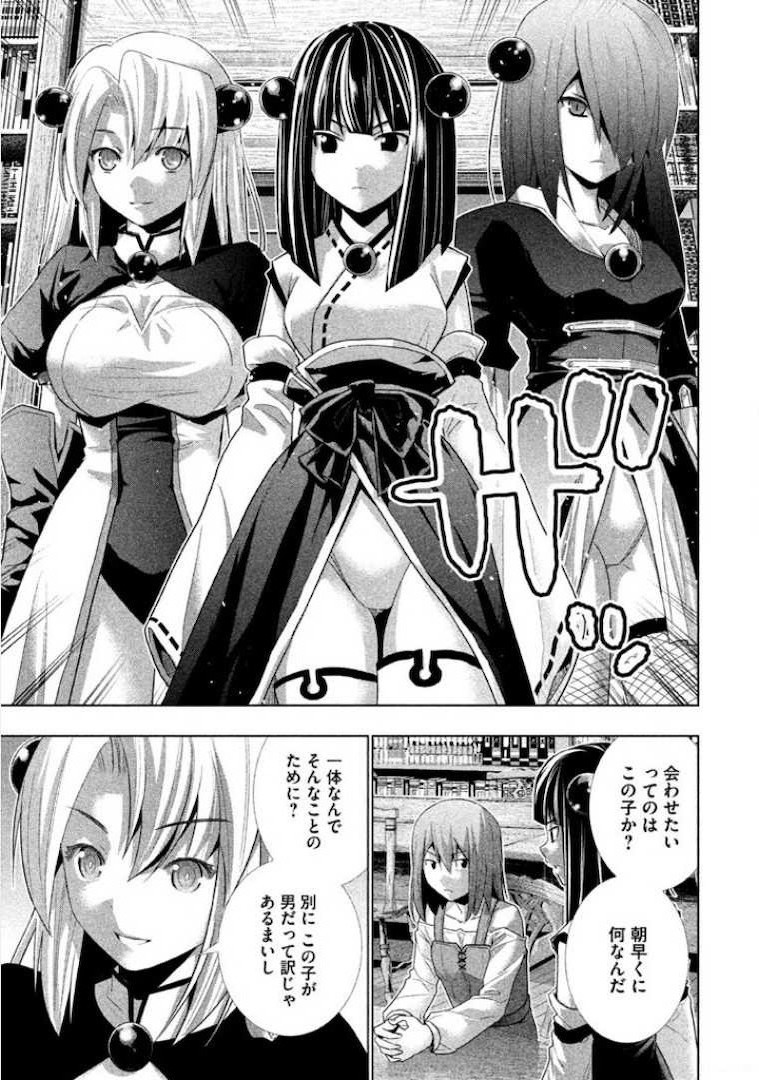 ザ
ッ
会わせたい
ってのは
この子か?
朝早くに
何なんだ
一体なんで
そんなことの
ために?
別に この子が
男だって訳じゃ
あるまいし